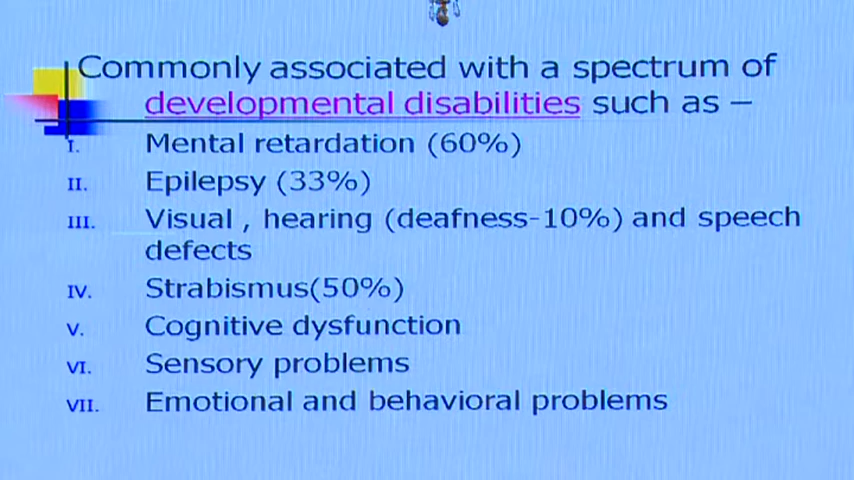 Commonly associated with a spectrum of
developmental disabilities such as –
I. Mental retardation (60%)
II. Epilepsy (33%)
III. Visual , hearing (deafness-10%) and speech
defects
IV. Strabismus(50%)
V. Cognitive dysfunction
VI. Sensory problems
VII. Emotional and behavioral problems